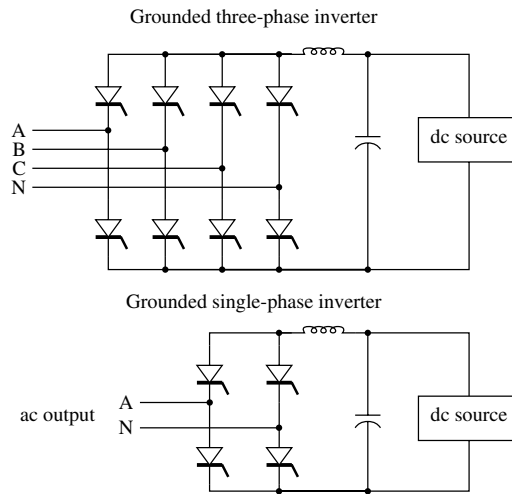 Grounded three-phase inverter
A
B
C
N
dc source
Grounded single-phase inverter
ac output
A
N
dc source